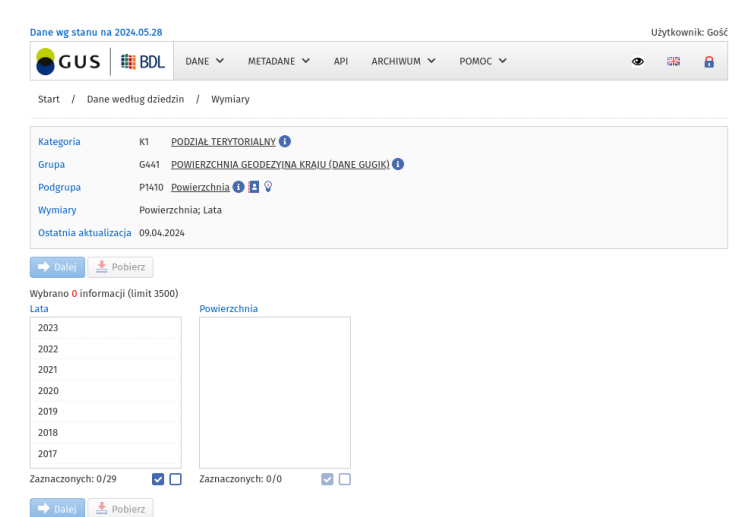 Dane wg stanu na 2024.05.28 Użytkownik: Gość
GUS BDL DANE METADANE API ARCHIWUM POMOC
Start / Dane według dziedzin / Wymiary
Kategoria K1 PODZIAŁ TERYTORIALNY
Grupa G441 POWIERZCHNIA GEODEZYJNA KRAJU (DANE GUGIK)
Podgrupa P1410 Powierzchnia
Wymiary Powierzchnia; Lata
Ostatnia aktualizacja 09.04.2024
Dalej Pobierz
Wybrano 0 informacji (limit 3500)
Lata Powierzchnia
2023
2022
2021
2020
2019
2018
2017
Zaznaczonych: 0/29 Zaznaczonych: 0/0
Dalej Pobierz